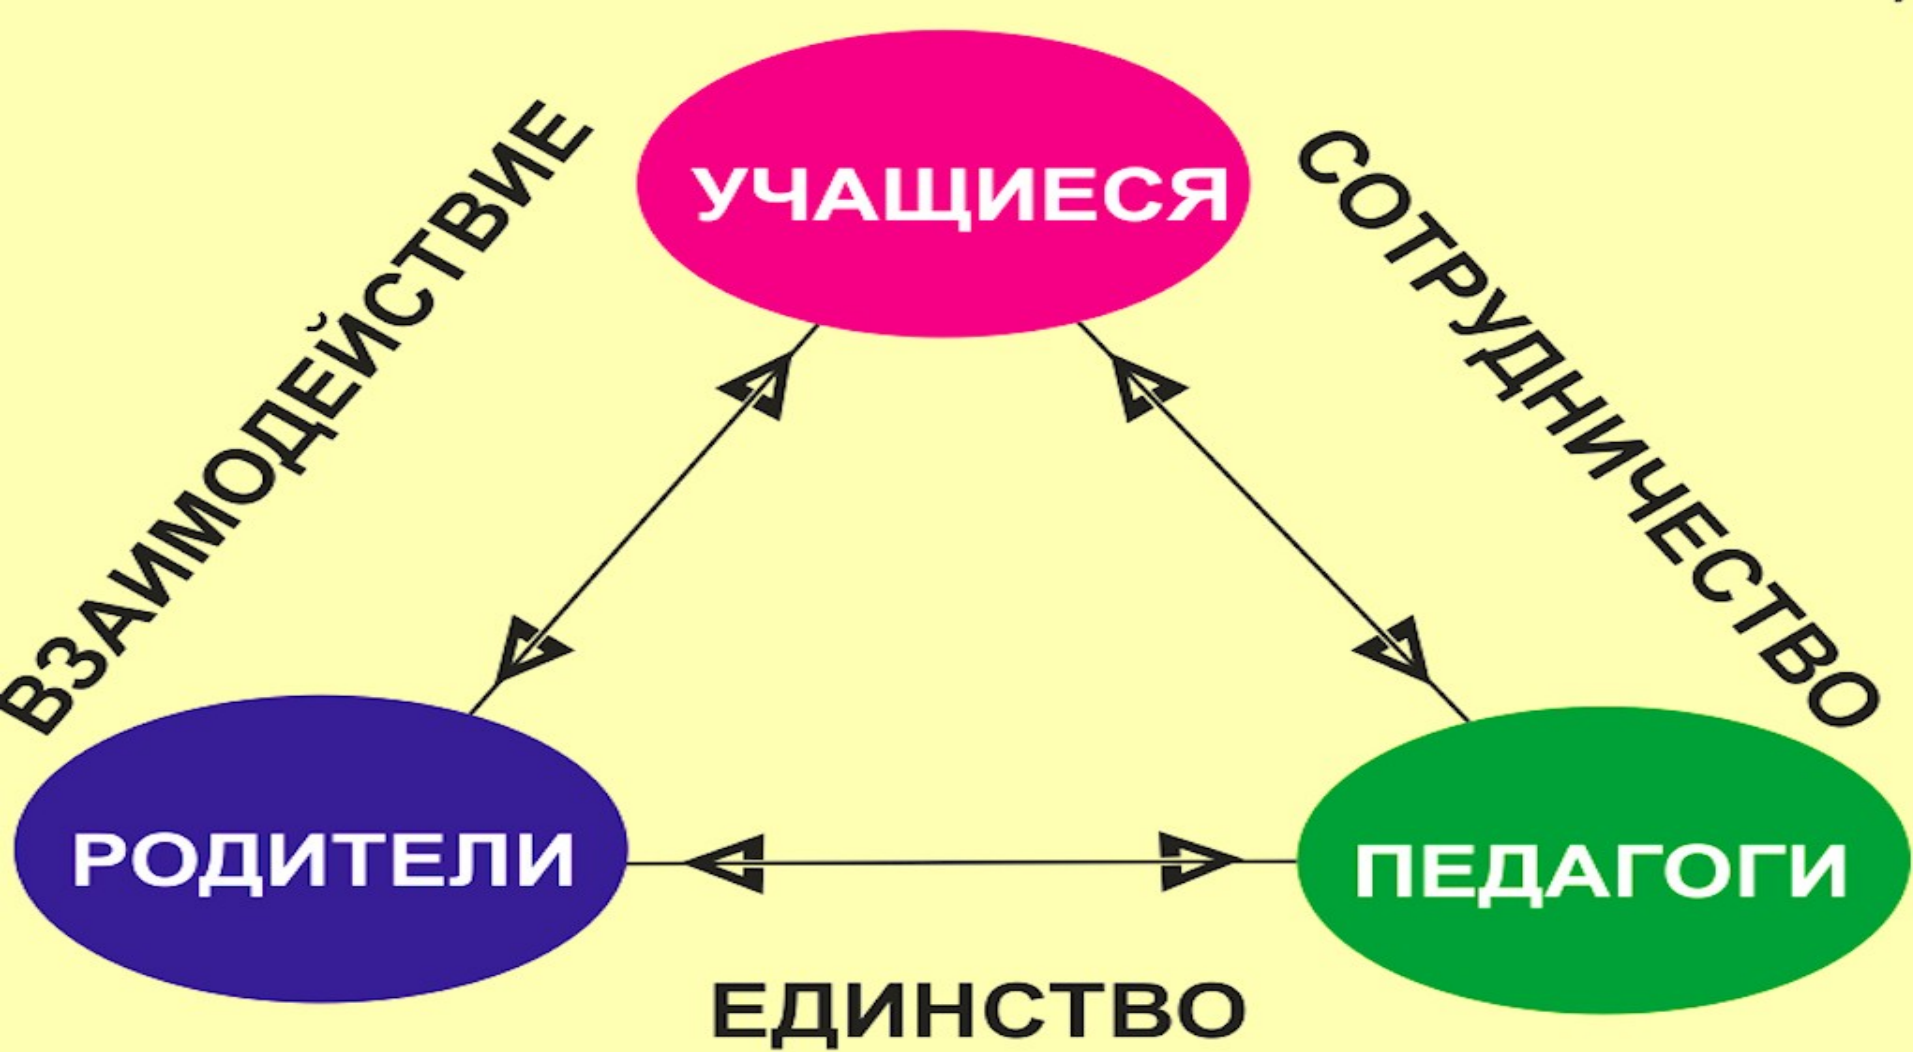 УЧАЩИЕСЯ
ВЗАИМОДЕЙСТВИЕ
СОТРУДНИЧЕСТВО
РОДИТЕЛИ
ПЕДАГОГИ
ЕДИНСТВО